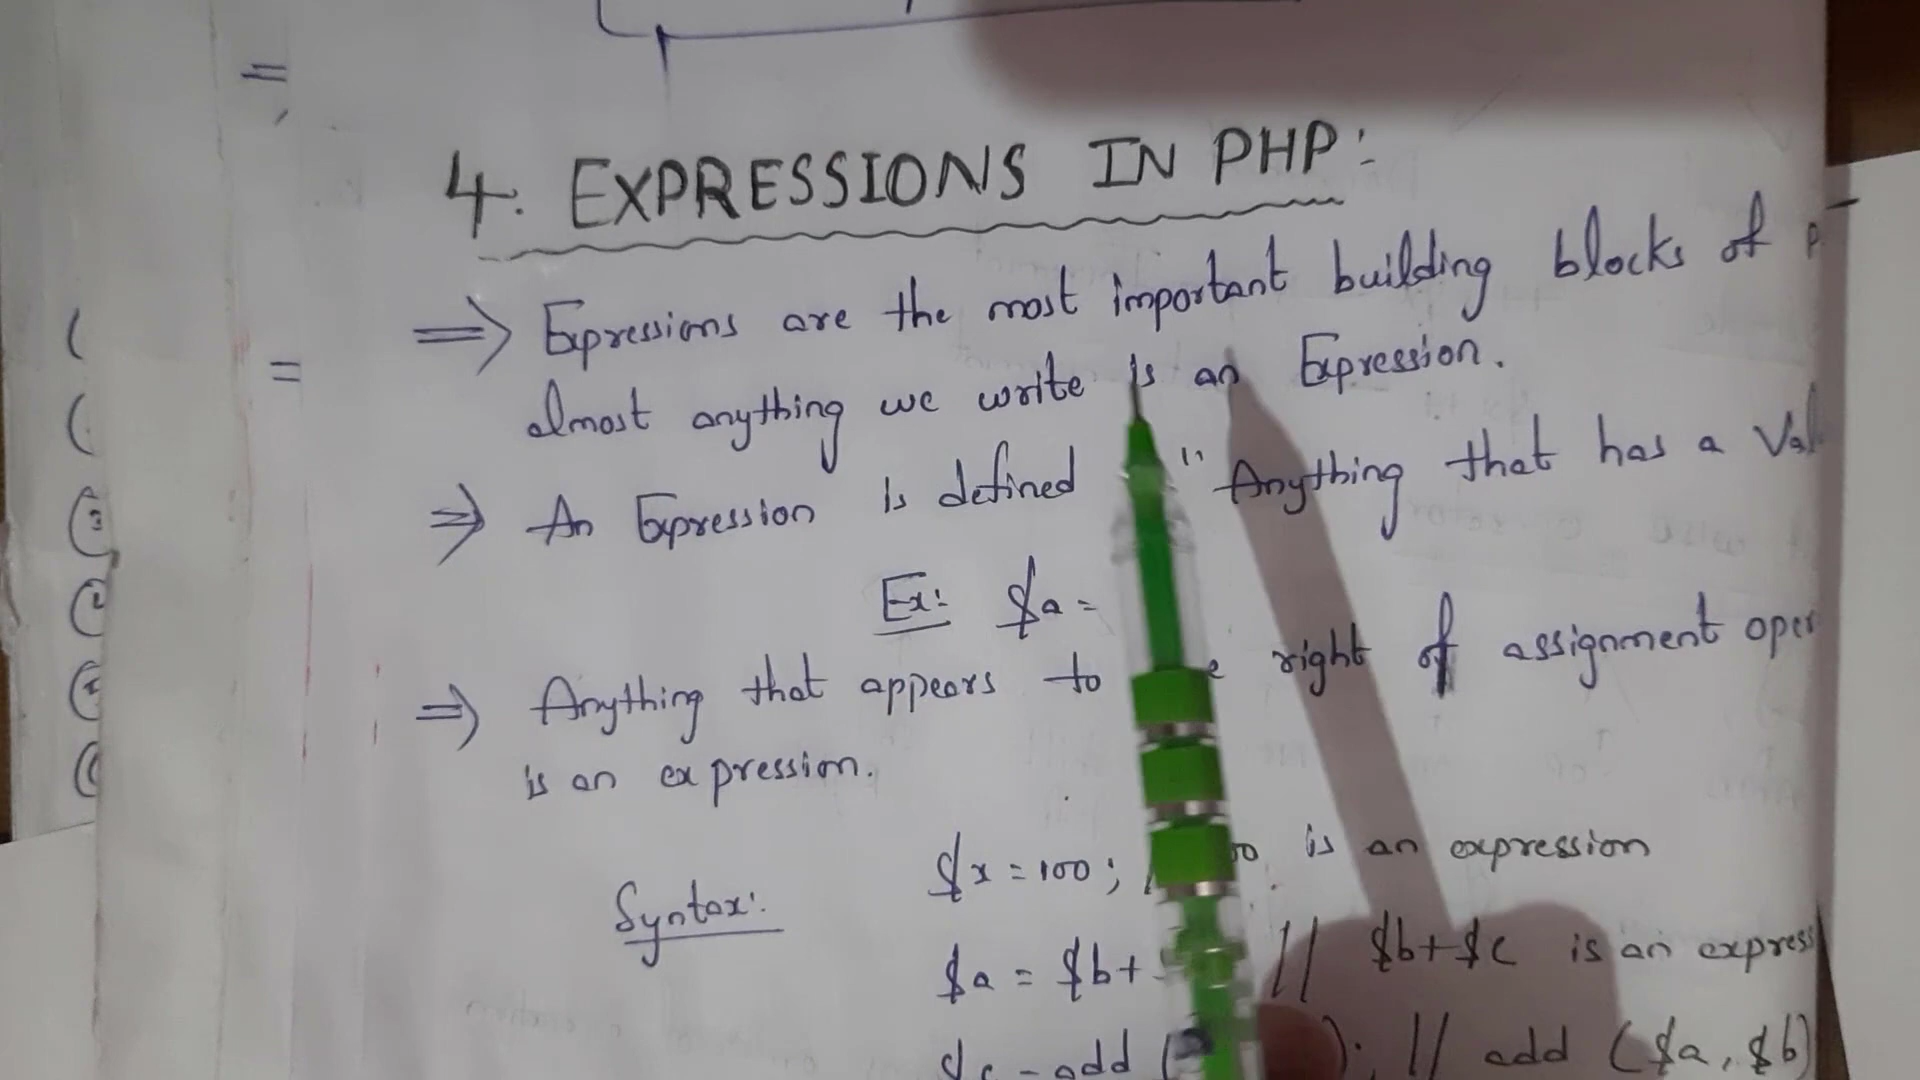 4. EXPRESSIONS IN PHP:
⇒ Expressions are the most important building blocks of
almost anything we write is an Expression.
⇒ An Expression is defined " Anything that has a
Ex: $a =
⇒ Anything that appears to right of assignment
is an expression.
Syntax: $x = 100; is an expression
$a = $b+ // $b+$c is an
add ( ); // add ($a, $b)